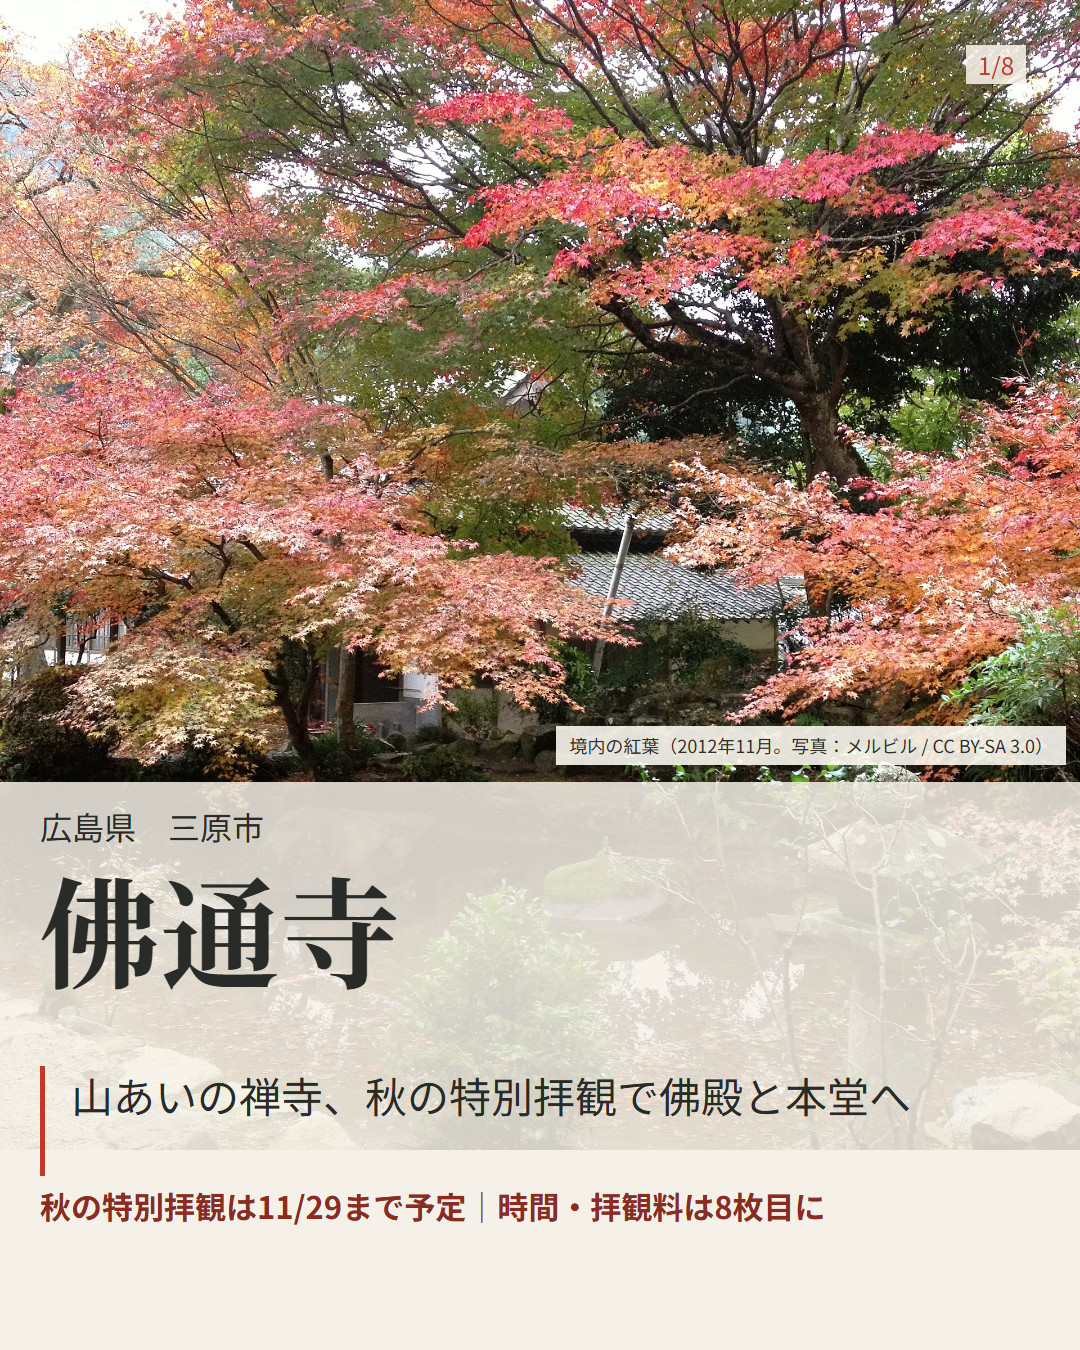 1/8
境内の紅葉（2012年11月。写真：メルビル / CC BY-SA 3.0）
広島県　三原市
佛通寺
山あいの禅寺、秋の特別拝観で佛殿と本堂へ
秋の特別拝観は11/29まで予定｜時間・拝観料は8枚目に